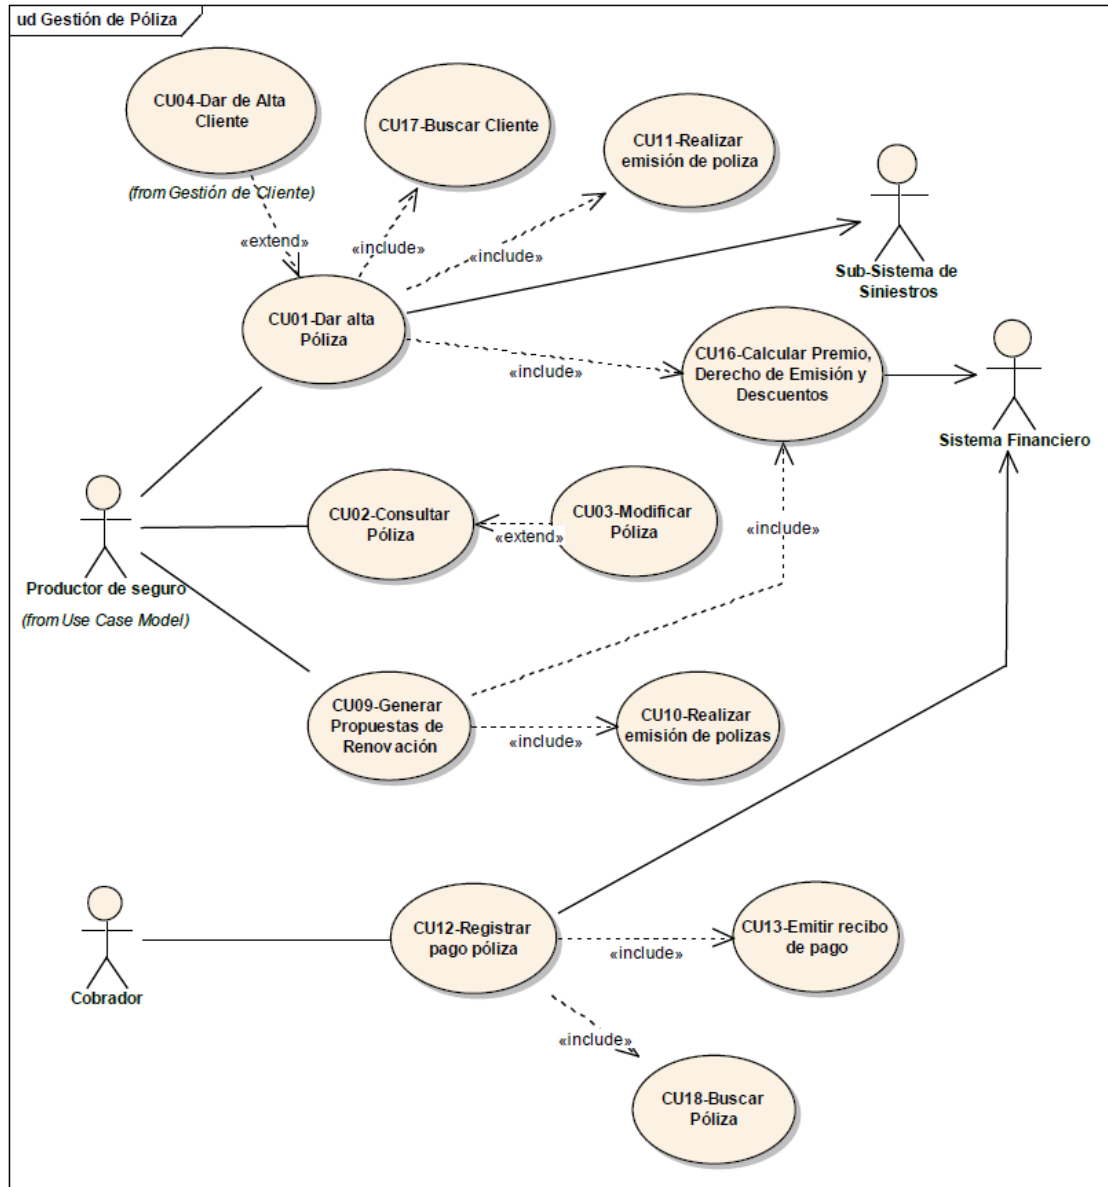 ud Gestión de Póliza
CU04-Dar de Alta
Cliente
(from Gestión de Cliente)
CU17-Buscar Cliente
CU11-Realizar
emisión de poliza
«extend»
«include»
«include»
Sub-Sistema de
Siniestros
CU01-Dar alta
Póliza
«include»
CU16-Calcular Premio,
Derecho de Emisión y
Descuentos
Sistema Financiero
CU02-Consultar
Póliza
«extend»
CU03-Modificar
Póliza
«include»
Productor de seguro
(from Use Case Model)
CU09-Generar
Propuestas de
Renovación
«include»
CU10-Realizar
emisión de polizas
Cobrador
CU12-Registrar
pago póliza
«include»
CU13-Emitir recibo
de pago
«include»
CU18-Buscar
Póliza